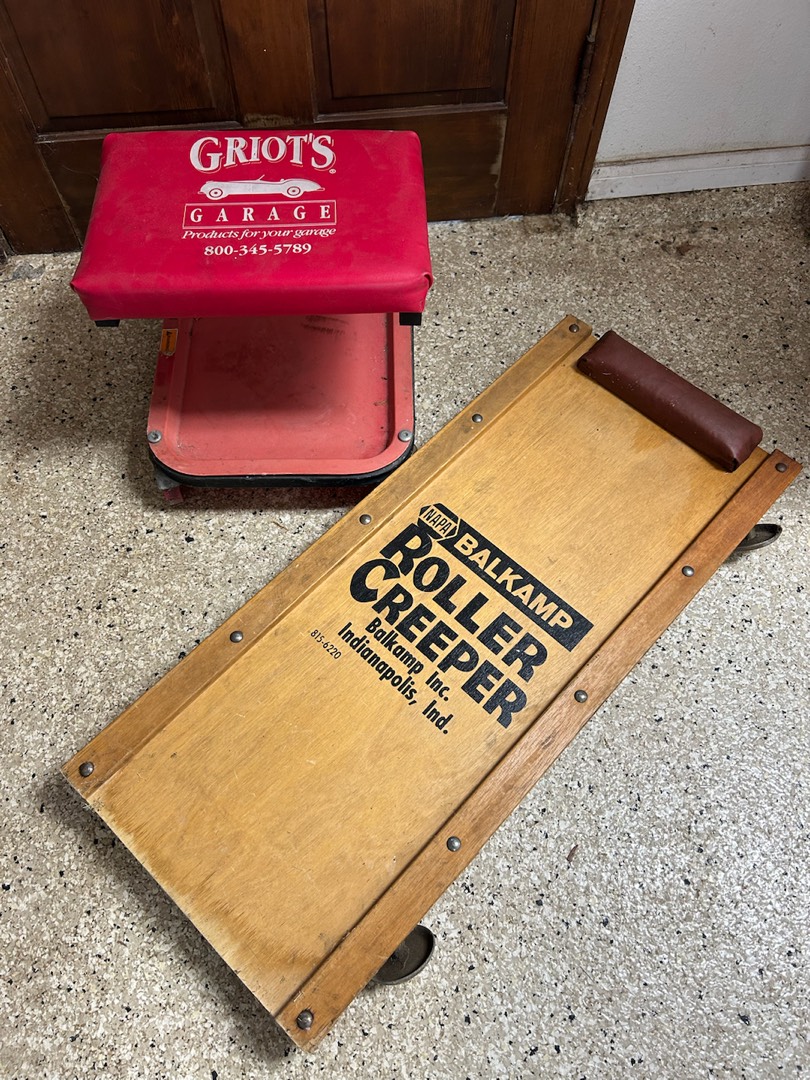 GRIOT'S®
GARAGE
Products for your garage
800-345-5789
NAPA BALKAMP
ROLLER
CREEPER
Balkamp Inc.
Indianapolis, Ind.
815-6220